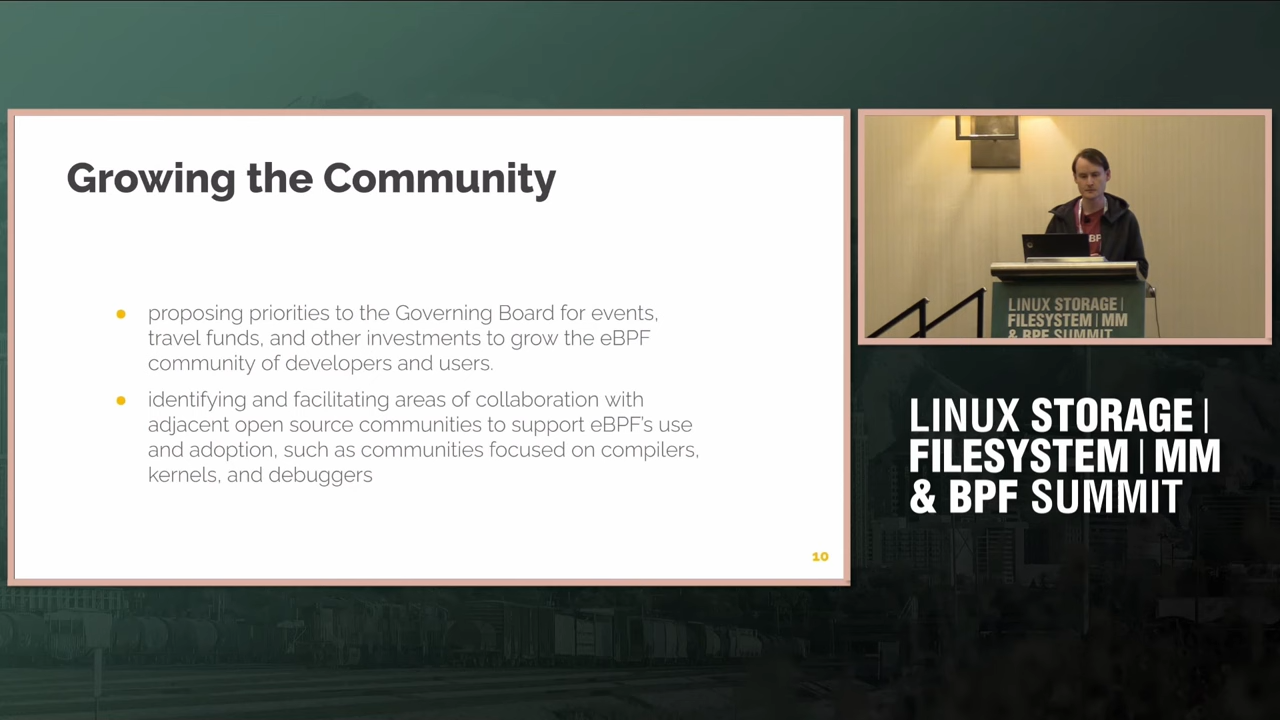 Growing the Community
● proposing priorities to the Governing Board for events,
travel funds, and other investments to grow the eBPF
community of developers and users.
● identifying and facilitating areas of collaboration with
adjacent open source communities to support eBPF's use
and adoption, such as communities focused on compilers,
kernels, and debuggers
10
BP
LINUX STORAGE |
FILESYSTEM | MM
& BPF SUMMIT
LINUX STORAGE |
FILESYSTEM | MM
& BPF SUMMIT